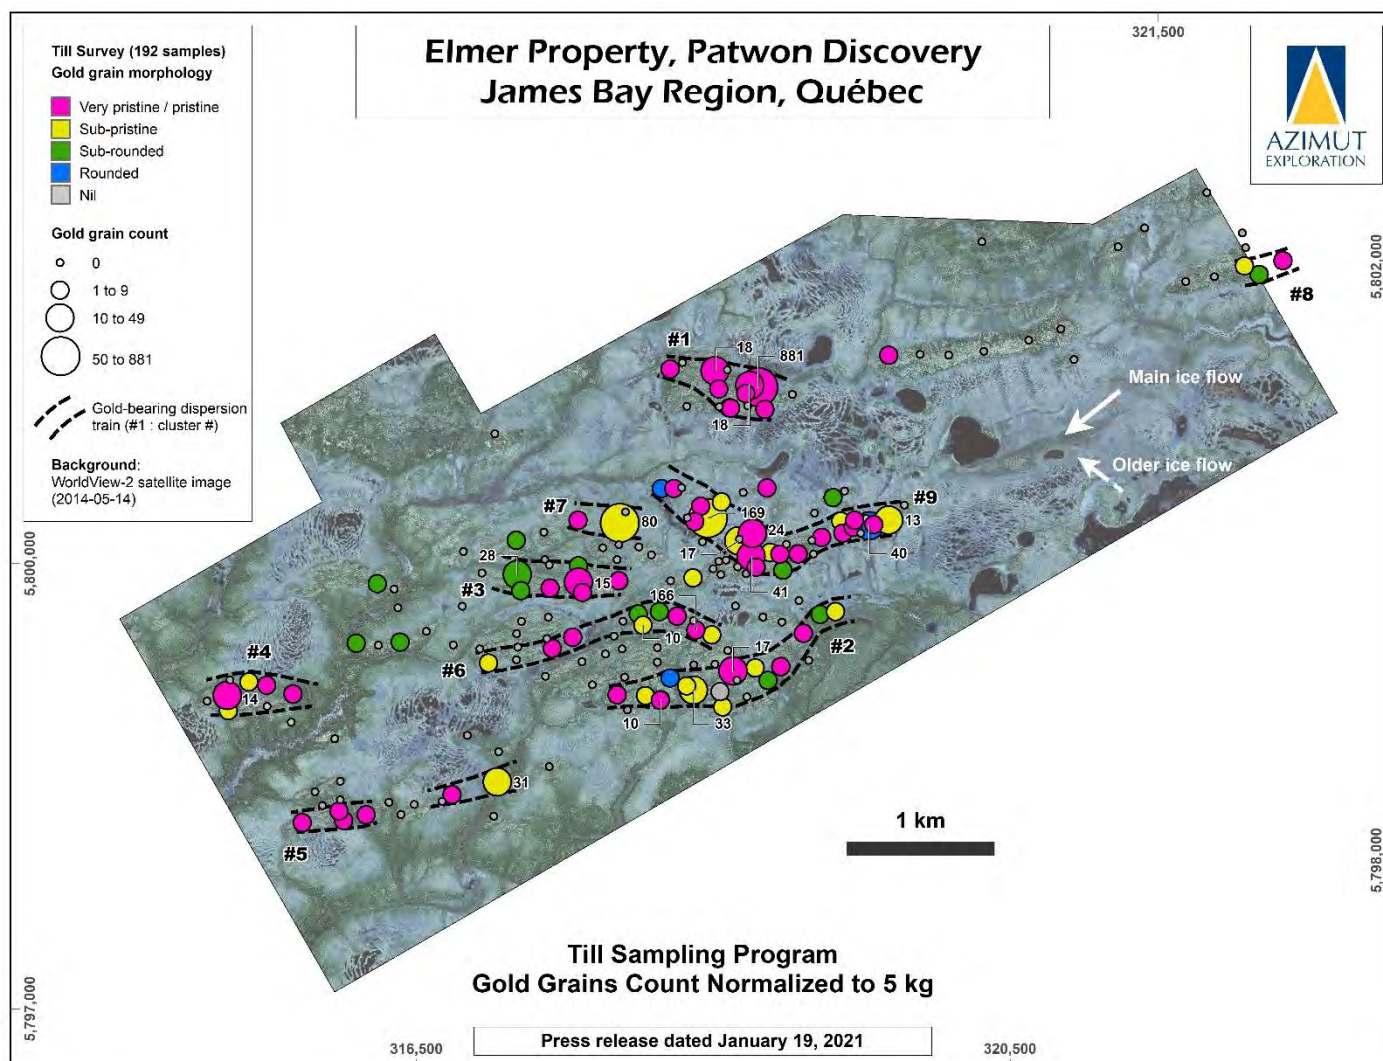 321,500
Till Survey (192 samples)
Gold grain morphology
Very pristine / pristine
Sub-pristine
Sub-rounded
Rounded
Nil
Gold grain count
0
1 to 9
10 to 49
50 to 881
Gold-bearing dispersion
train (#1 : cluster #)
Background:
WorldView-2 satellite image
(2014-05-14)
Elmer Property, Patwon Discovery
James Bay Region, Québec
AZIMUT
EXPLORATION
5,802,000
#8
#1
18
881
18
Main ice flow
Older ice flow
#7
80
169
24
#9
13
40
17
41
28
#3
15
5,800,000
166
10
#6
17
#2
10
33
#4
14
31
#5
1 km
5,798,000
Till Sampling Program
Gold Grains Count Normalized to 5 kg
5,797,000
Press release dated January 19, 2021
316,500
320,500